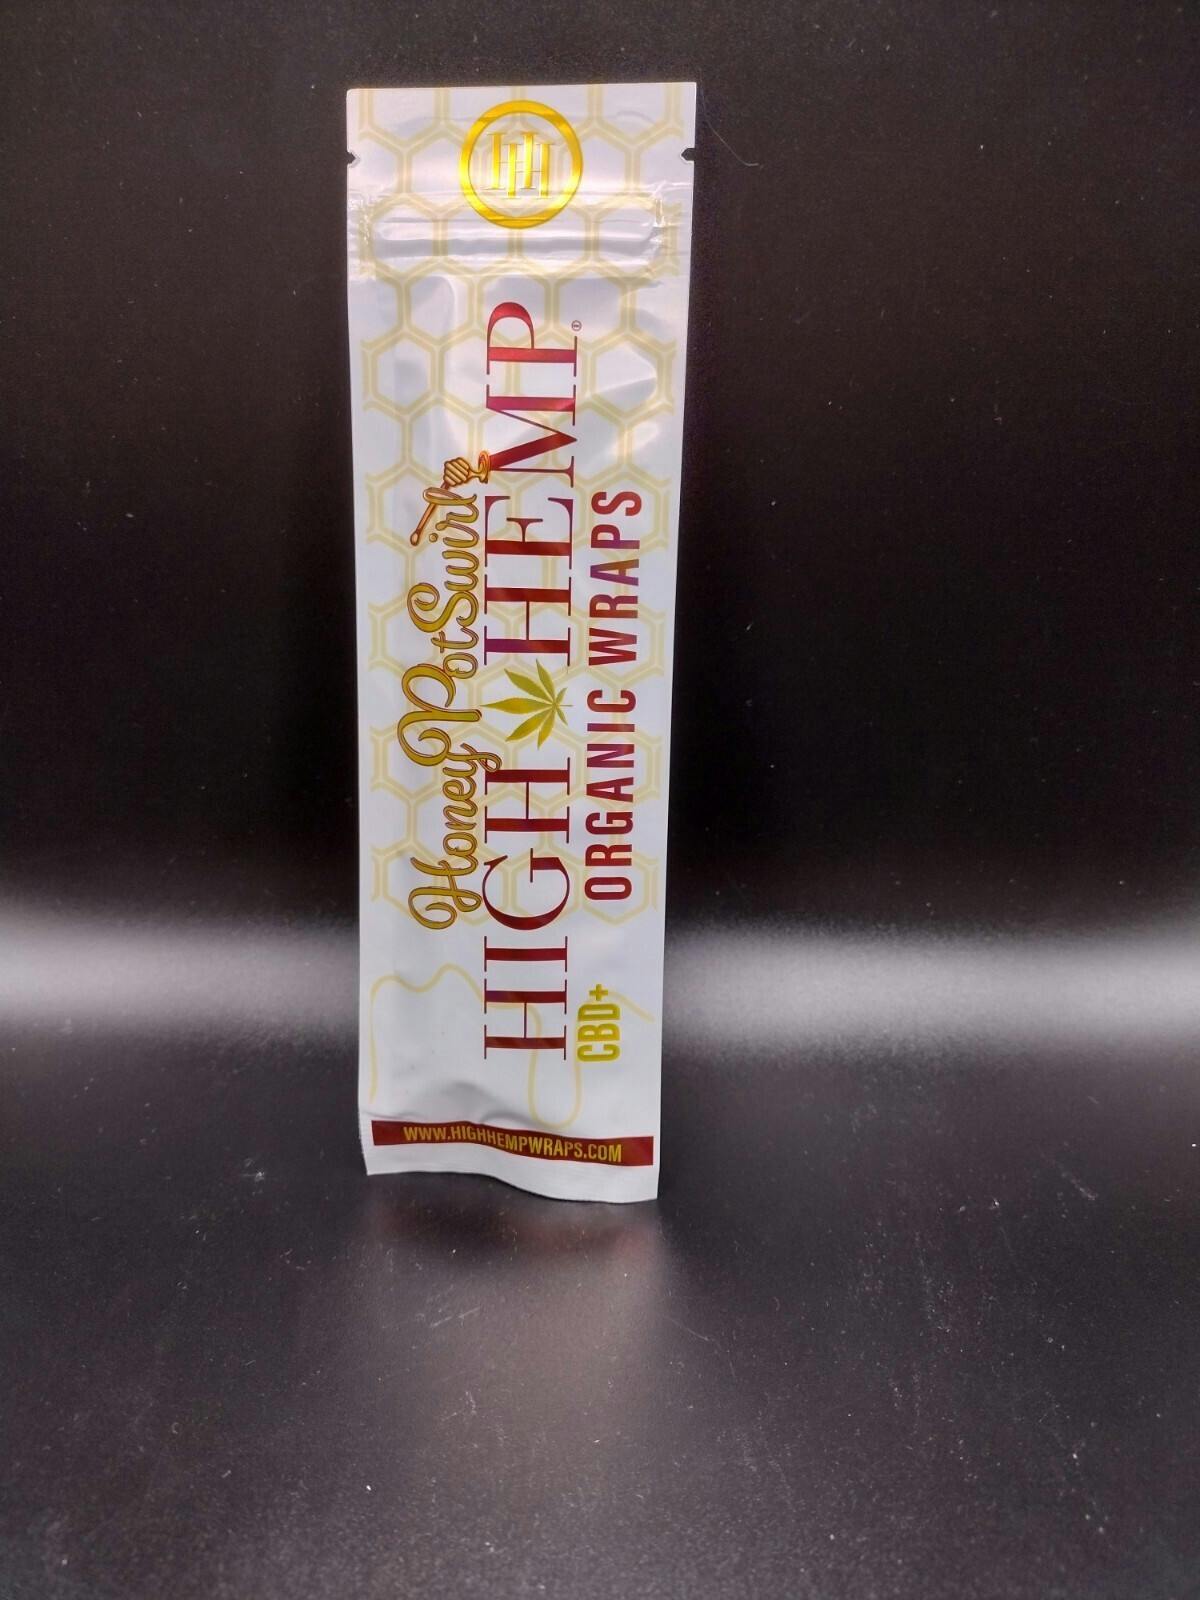 HH
Honey Pot Swirl
HIGH HEMP®
ORGANIC WRAPS
CBD+
WWW.HIGHHEMPWRAPS.COM